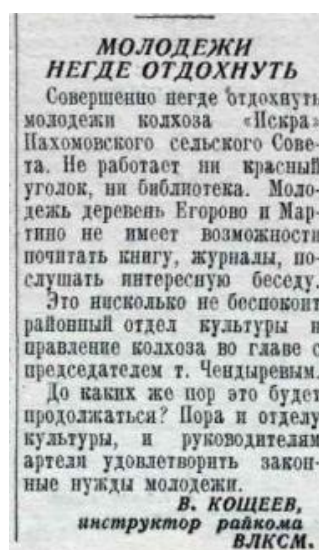 МОЛОДЕЖИ
НЕГДЕ ОТДОХНУТЬ
Совершенно негде отдохнуть
молодежи колхоза «Искра»
Пахомовского сельского Сове-
та. Не работает ни красный
уголок, ни библиотека. Моло-
дежь деревень Егорово и Мар-
тино не имеет возможности
почитать книгу, журналы, по-
слушать интересную беседу.
Это нисколько не беспокоит
районный отдел культуры и
правление колхоза во главе с
председателем т. Чендыревым.
До каких же пор это будет
продолжаться? Пора и отделу
культуры, и руководителям
артели удовлетворить закон-
ные нужды молодежи.
В. КОЩЕЕВ,
инструктор райкома
ВЛКСМ.